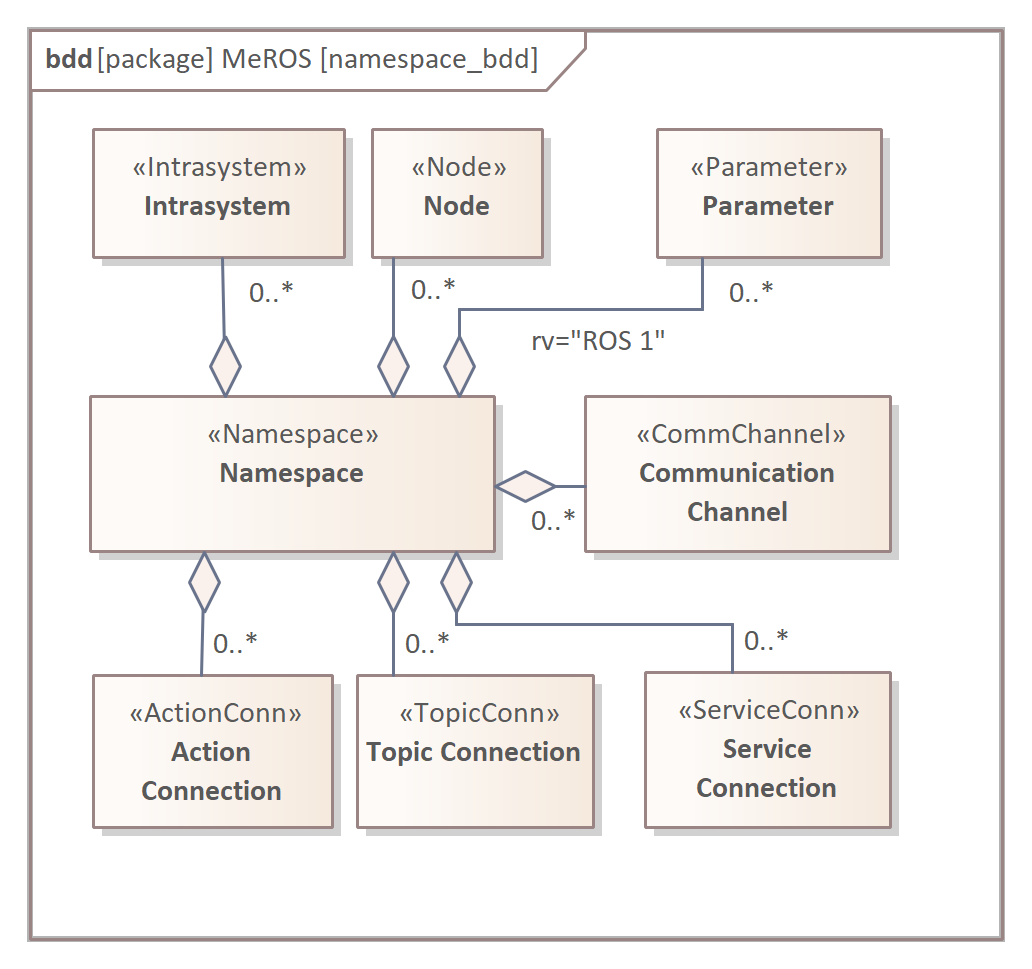 bdd [package] MeROS [namespace_bdd]
«Intrasystem»
Intrasystem
«Node»
Node
«Parameter»
Parameter
0..*
0..*
0..*
rv="ROS 1"
«Namespace»
Namespace
«CommChannel»
Communication
Channel
0..*
0..*
0..*
0..*
«ActionConn»
Action
Connection
«TopicConn»
Topic Connection
«ServiceConn»
Service
Connection